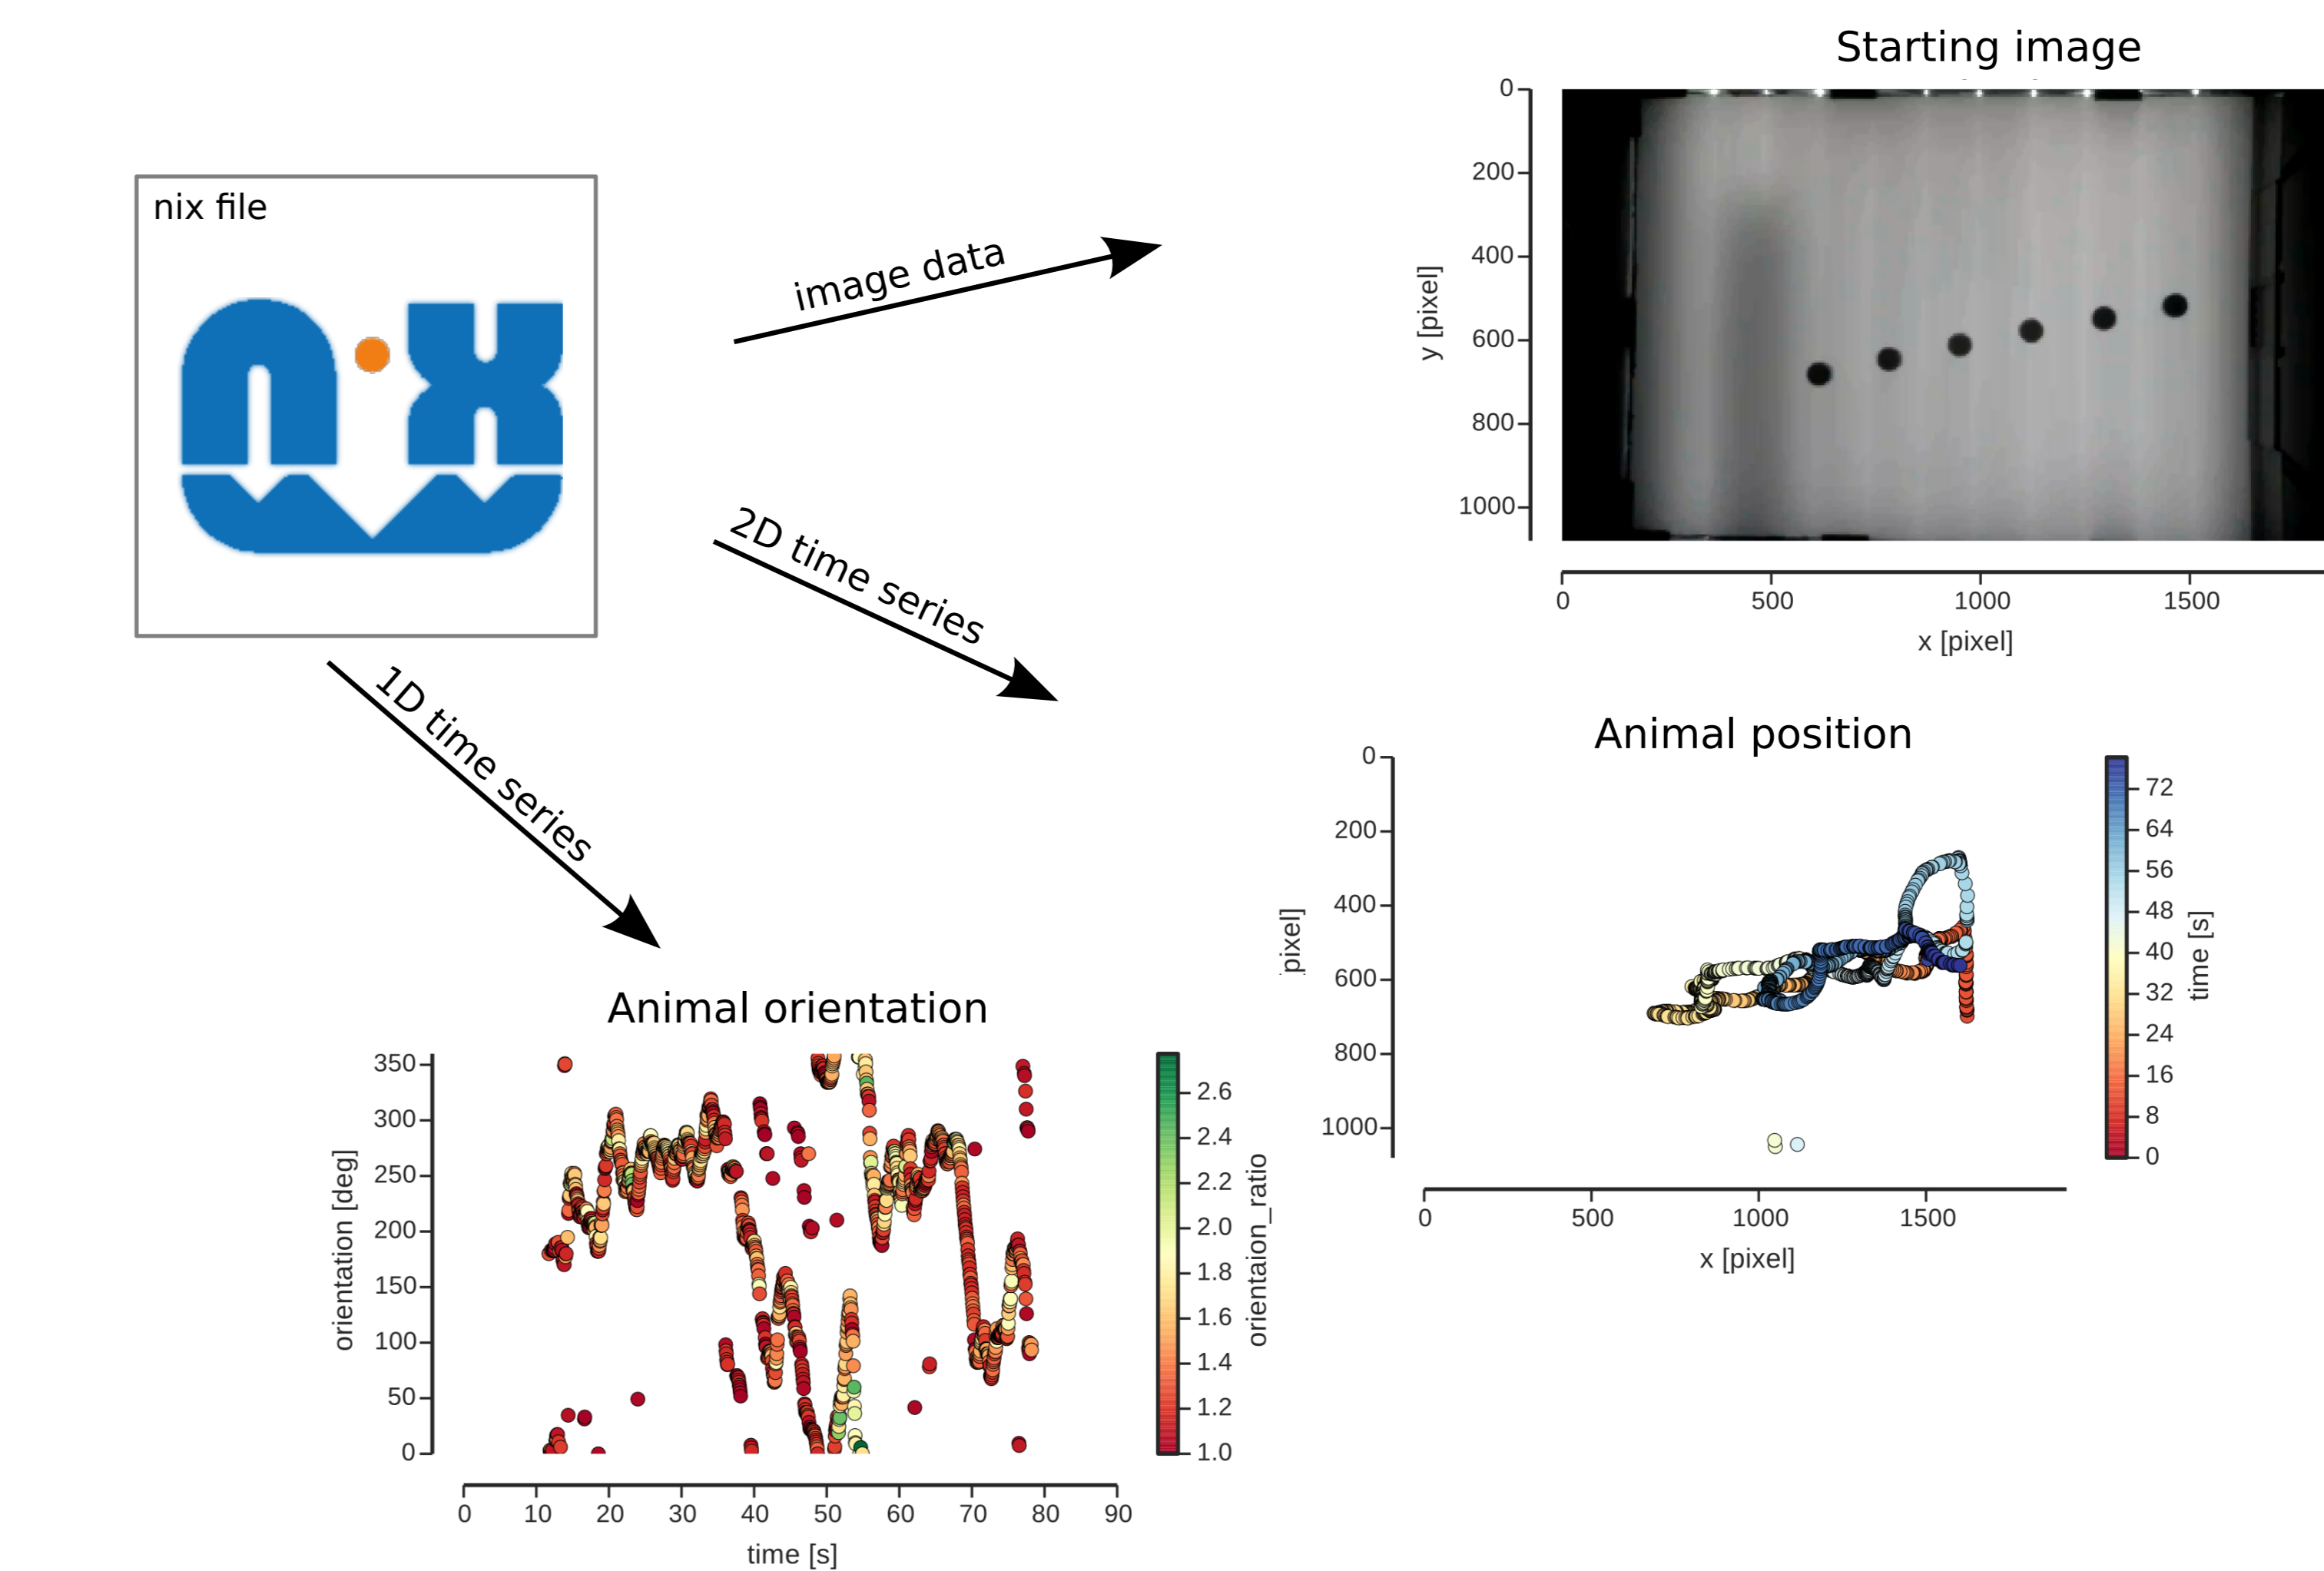 Starting image
nix file
nix
image data
2D time series
1D time series
0
200
400
600
800
1000
y [pixel]
0 500 1000 1500
x [pixel]
Animal position
0
200
400
600
800
1000
pixel]
0 500 1000 1500
x [pixel]
72
64
56
48
40
32
24
16
8
0
time [s]
Animal orientation
350
300
250
200
150
100
50
0
orientation [deg]
0 10 20 30 40 50 60 70 80 90
time [s]
2.6
2.4
2.2
2.0
1.8
1.6
1.4
1.2
1.0
orientation_ratio